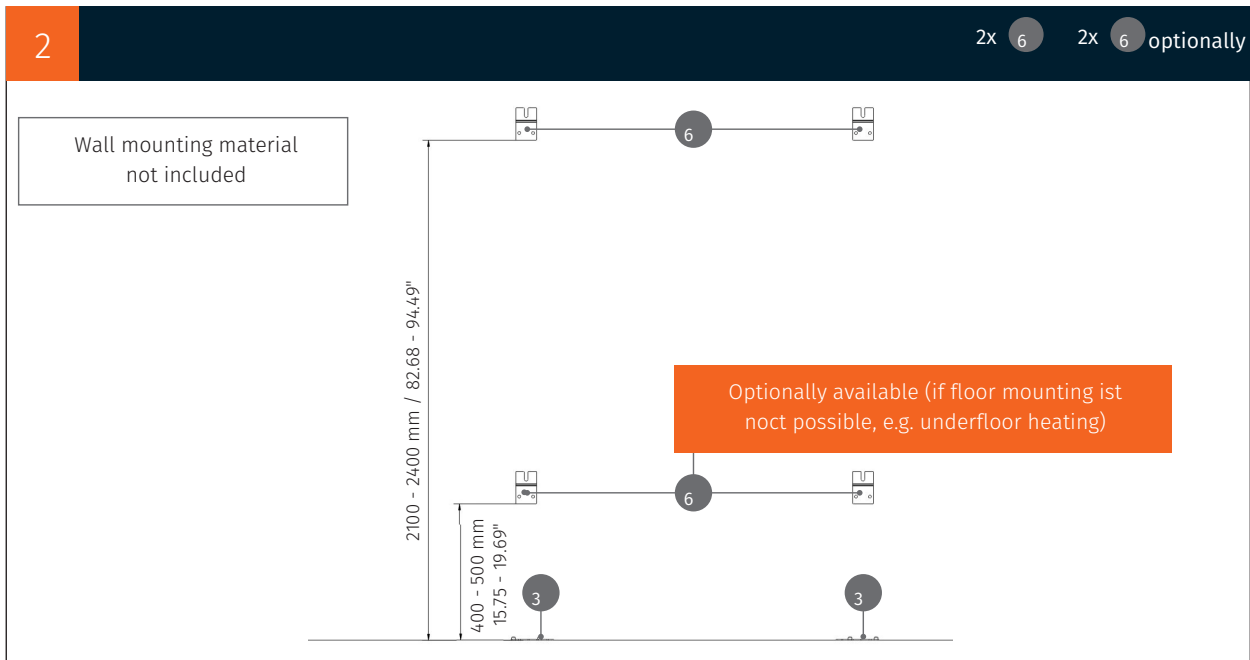 2
2x 6 2x 6 optionally
Wall mounting material
not included
6
2100 - 2400 mm / 82.68 - 94.49"
Optionally available (if floor mounting ist
noct possible, e.g. underfloor heating)
6
400 - 500 mm
15.75 - 19.69"
3 3